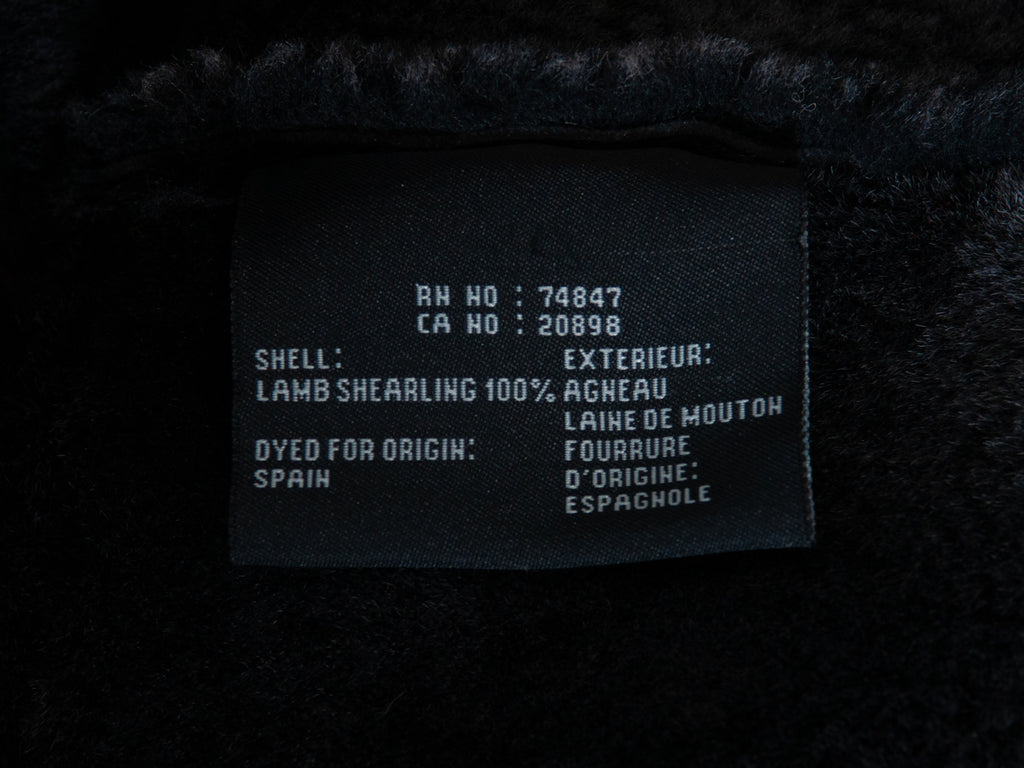 RN NO : 74847
CA NO : 20898
SHELL:
LAMB SHEARLING 100%
DYED FOR ORIGIN:
SPAIN
EXTERIEUR:
AGNEAU
LAINE DE MOUTON
FOURRURE
D'ORIGINE:
ESPAGNOLE